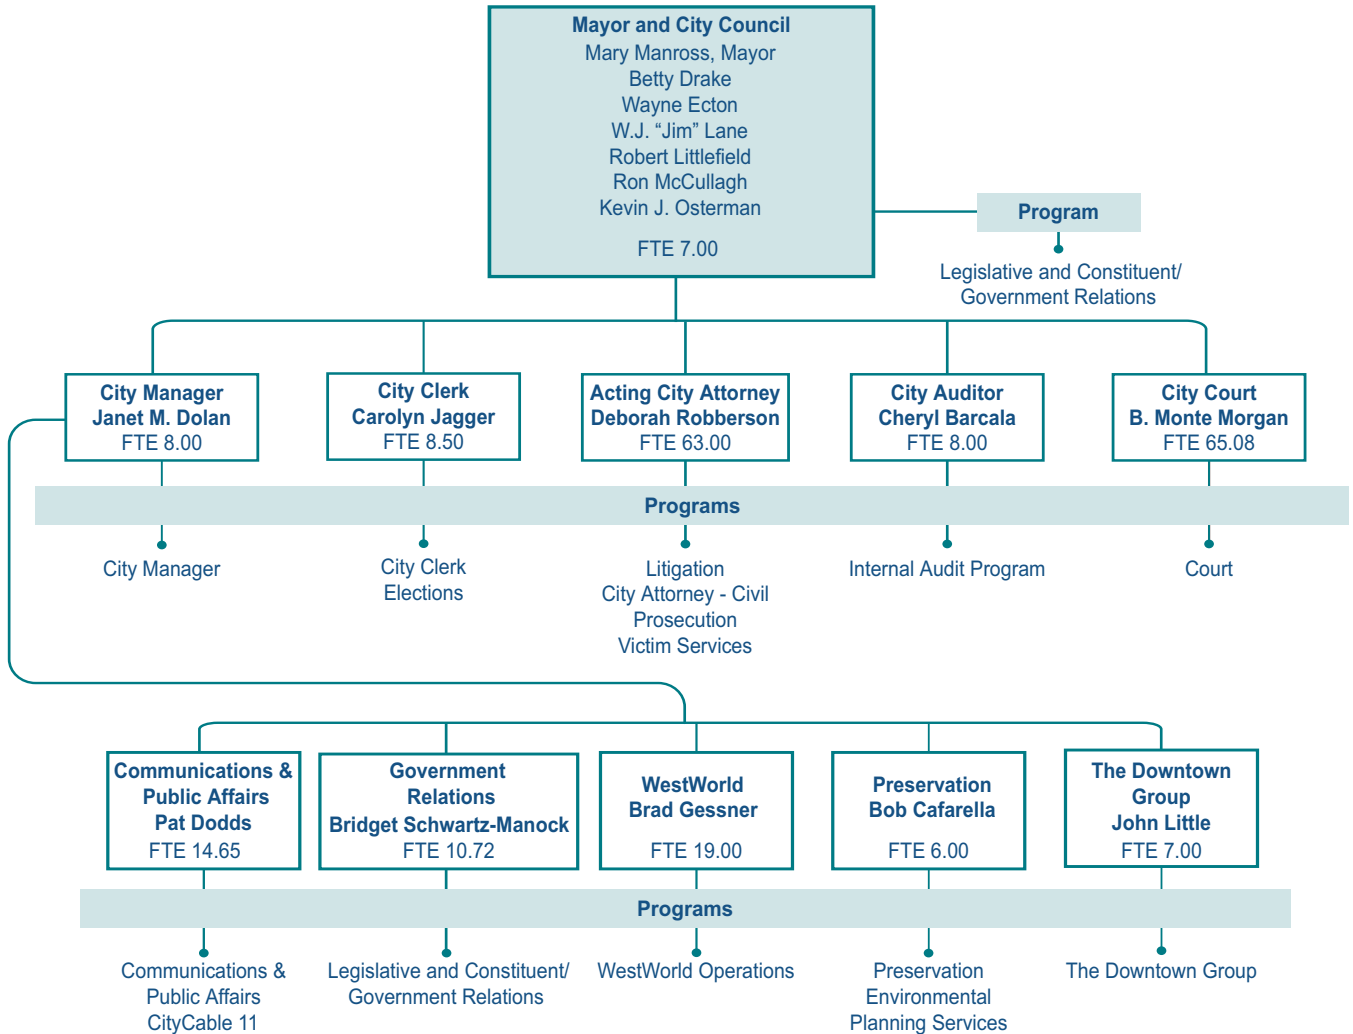 Mayor and City Council
Mary Manross, Mayor
Betty Drake
Wayne Ecton
W.J. “Jim” Lane
Robert Littlefield
Ron McCullagh
Kevin J. Osterman
FTE 7.00
Program
Legislative and Constituent/
Government Relations
City Manager
Janet M. Dolan
FTE 8.00
City Clerk
Carolyn Jagger
FTE 8.50
Acting City Attorney
Deborah Robberson
FTE 63.00
City Auditor
Cheryl Barcala
FTE 8.00
City Court
B. Monte Morgan
FTE 65.08
Programs
City Manager
City Clerk
Elections
Litigation
City Attorney - Civil
Prosecution
Victim Services
Internal Audit Program
Court
Communications &
Public Affairs
Pat Dodds
FTE 14.65
Government
Relations
Bridget Schwartz-Manock
FTE 10.72
WestWorld
Brad Gessner
FTE 19.00
Preservation
Bob Cafarella
FTE 6.00
The Downtown
Group
John Little
FTE 7.00
Programs
Communications &
Public Affairs
CityCable 11
Legislative and Constituent/
Government Relations
WestWorld Operations
Preservation
Environmental
Planning Services
The Downtown Group